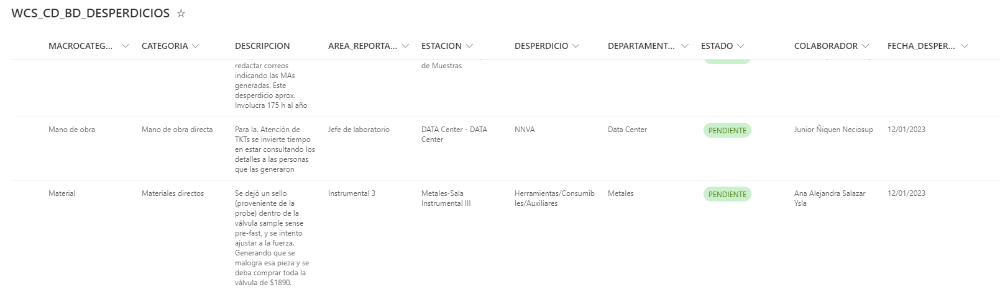 WCS_CD_BD_DESPERDICIOS
MACROCATEG... CATEGORIA DESCRIPCION AREA_REPORTA... ESTACION DESPERDICIO DEPARTAMENT... ESTADO COLABORADOR FECHA_DESPER...
redactar correos
indicando las MAs
generadas. Este
desperdicio aprox.
Involucra 175 h al año
de Muestras
Mano de obra
Mano de obra directa
Para la. Atención de
TKTs se invierte tiempo
en estar consultando los
detalles a las personas
que las generaron
Jefe de laboratorio
DATA Center - DATA
Center
NNVA
Data Center
PENDIENTE
Junior Ñiquen Neciosup
12/01/2023
Material
Materiales directos
Se dejó un sello
(proveniente de la
probe) dentro de la
válvula sample sense
pre-fast, y se intento
ajustar a la fuerza.
Generando que se
malogra esa pieza y se
deba comprar toda la
válvula de $1890.
Instrumental 3
Metales-Sala
Instrumental III
Herramientas/Consumib
les/Auxiliares
Metales
PENDIENTE
Ana Alejandra Salazar
Ysla
12/01/2023